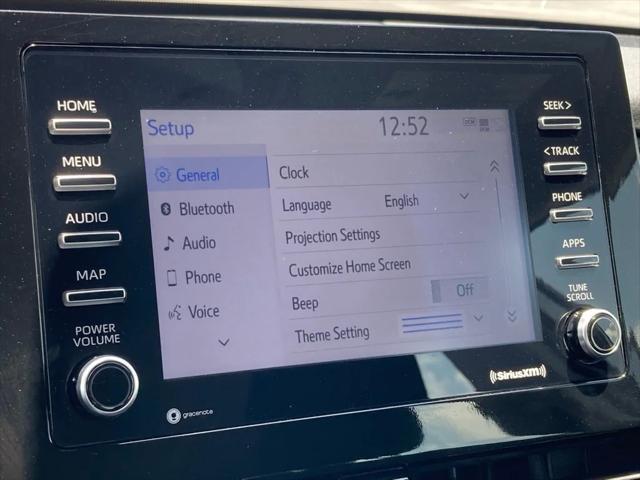 HOME
MENU
AUDIO
MAP
POWER
VOLUME
Setup
12:52
DCM
General
Bluetooth
Audio
Phone
Voice
Clock
Language English
Projection Settings
Customize Home Screen
Beep Off
Theme Setting
SEEK >
< TRACK
PHONE
APPS
TUNE
SCROLL
gracenote
((SiriusXM))